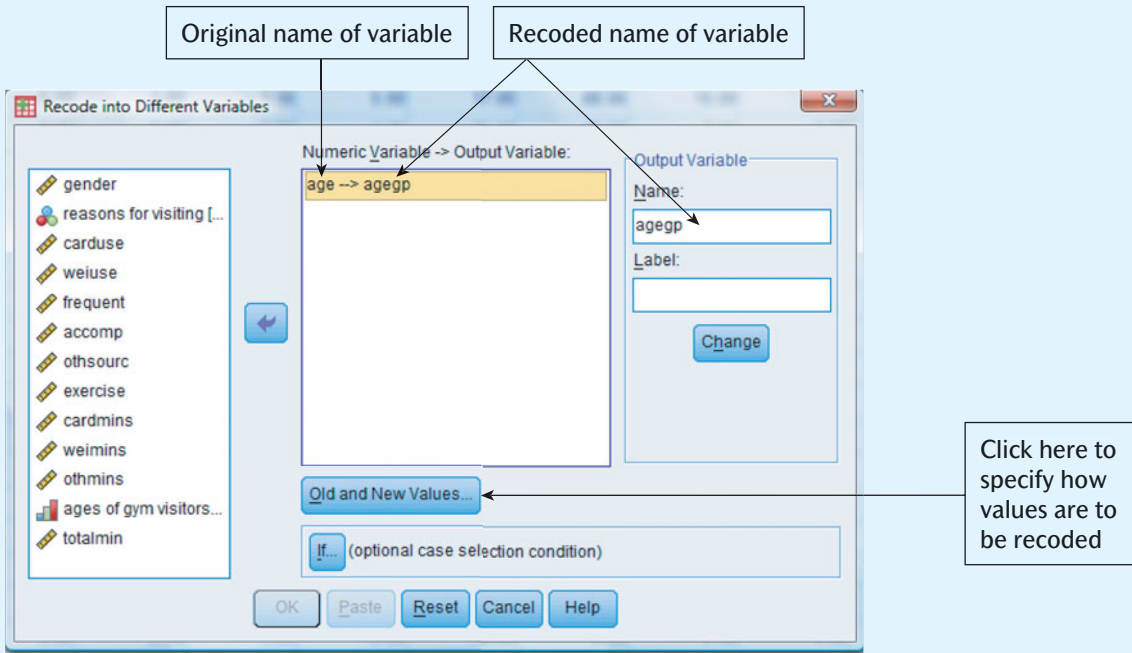 Original name of variable
Recoded name of variable
Recode into Different Variables
Numeric Variable -> Output Variable:
Output Variable
gender
reasons for visiting [...
carduse
weiuse
frequent
accomp
othsourc
exercise
cardmins
weimins
othmins
ages of gym visitors...
totalmin
age --> agegp
Name:
agegp
Label:
Change
Old and New Values...
If... (optional case selection condition)
OK
Paste
Reset
Cancel
Help
Click here to
specify how
values are to
be recoded